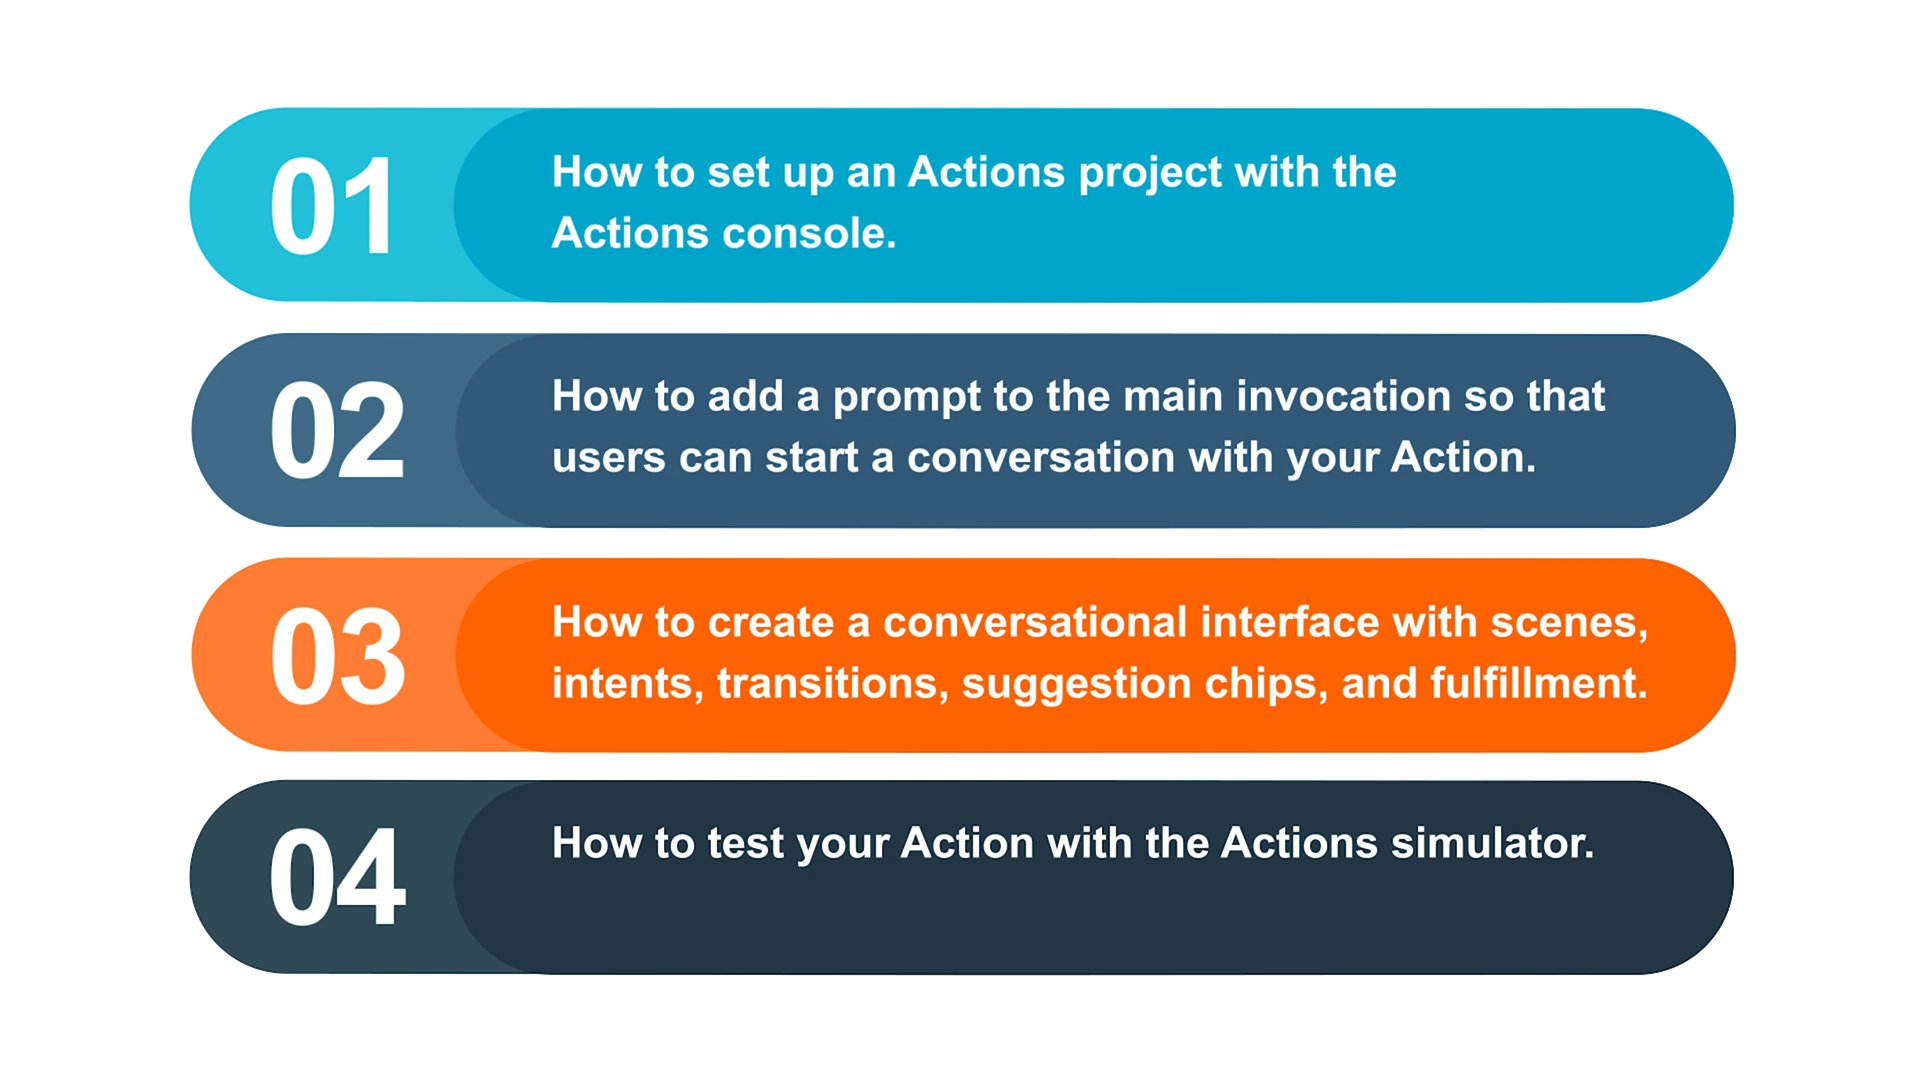 01
How to set up an Actions project with the
Actions console.
02
How to add a prompt to the main invocation so that
users can start a conversation with your Action.
03
How to create a conversational interface with scenes,
intents, transitions, suggestion chips, and fulfillment.
04
How to test your Action with the Actions simulator.